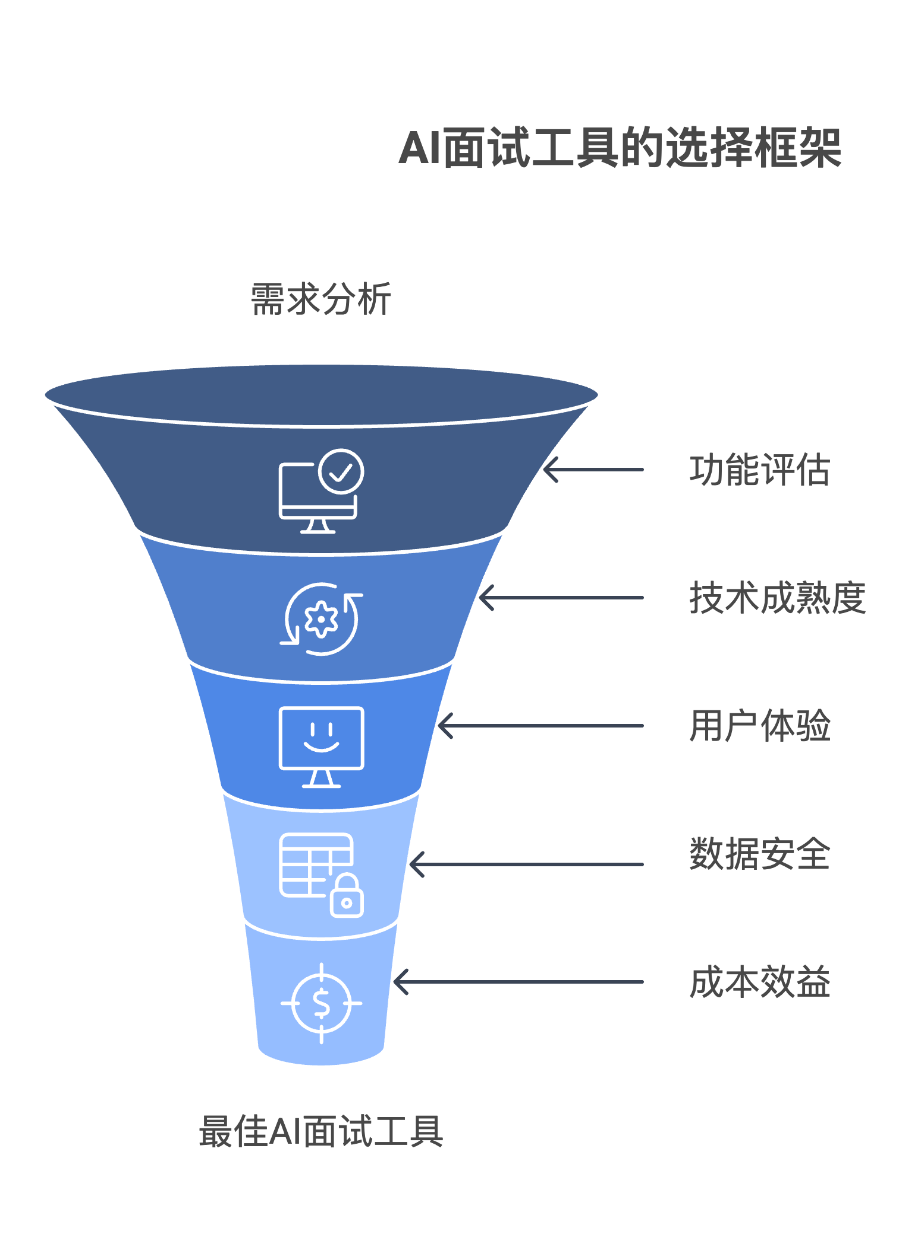 AI面试工具的选择框架
需求分析
功能评估
技术成熟度
用户体验
数据安全
$
成本效益
最佳AI面试工具